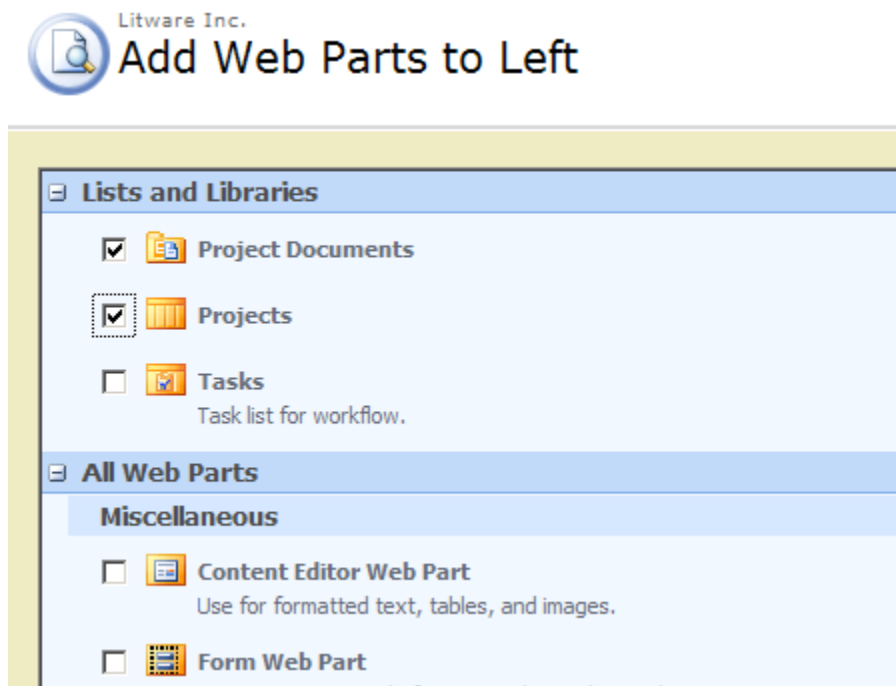 Litware Inc.
Add Web Parts to Left
Lists and Libraries
Project Documents
Projects
Tasks
Task list for workflow.
All Web Parts
Miscellaneous
Content Editor Web Part
Use for formatted text, tables, and images.
Form Web Part